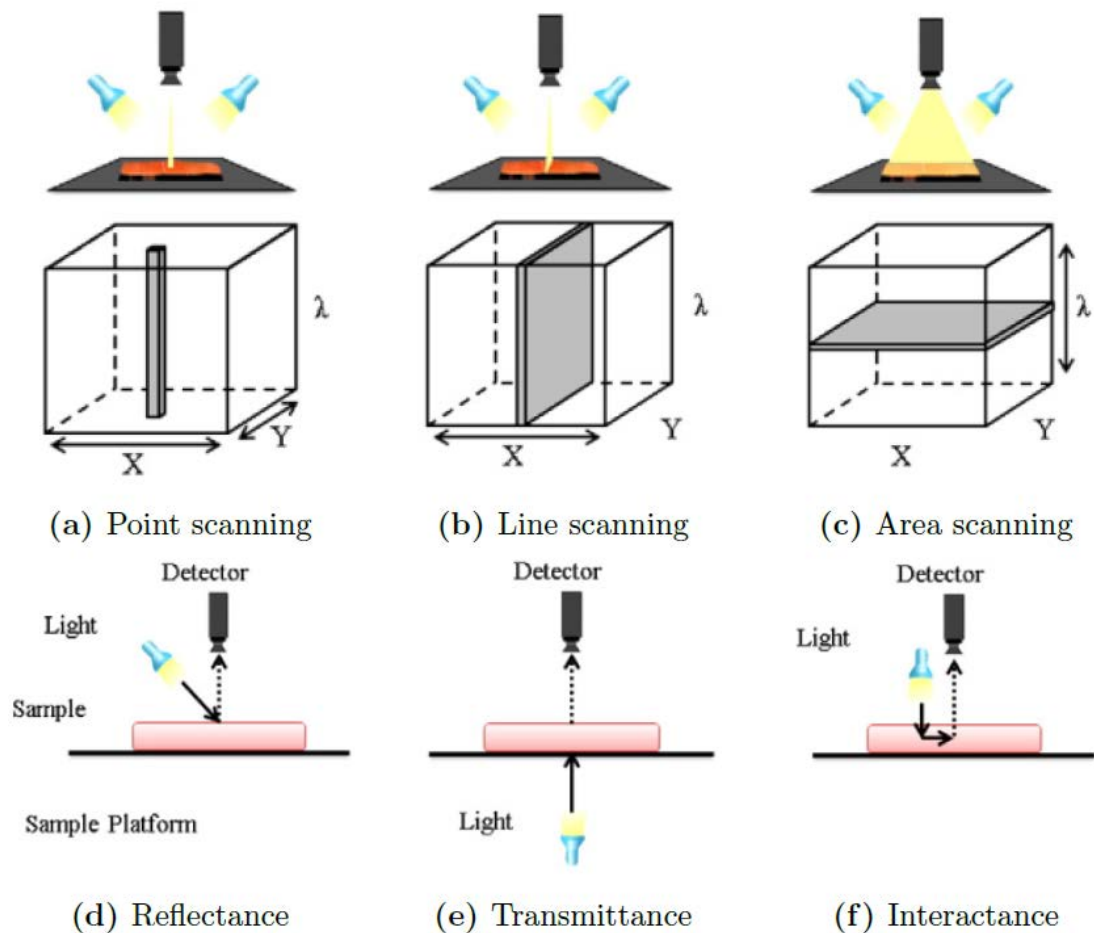 λ
Y
X
λ
Y
X
λ
Y
X
(a) Point scanning
(b) Line scanning
(c) Area scanning
Detector
Light
Sample
Sample Platform
Detector
Light
Detector
Light
(d) Reflectance
(e) Transmittance
(f) Interactance